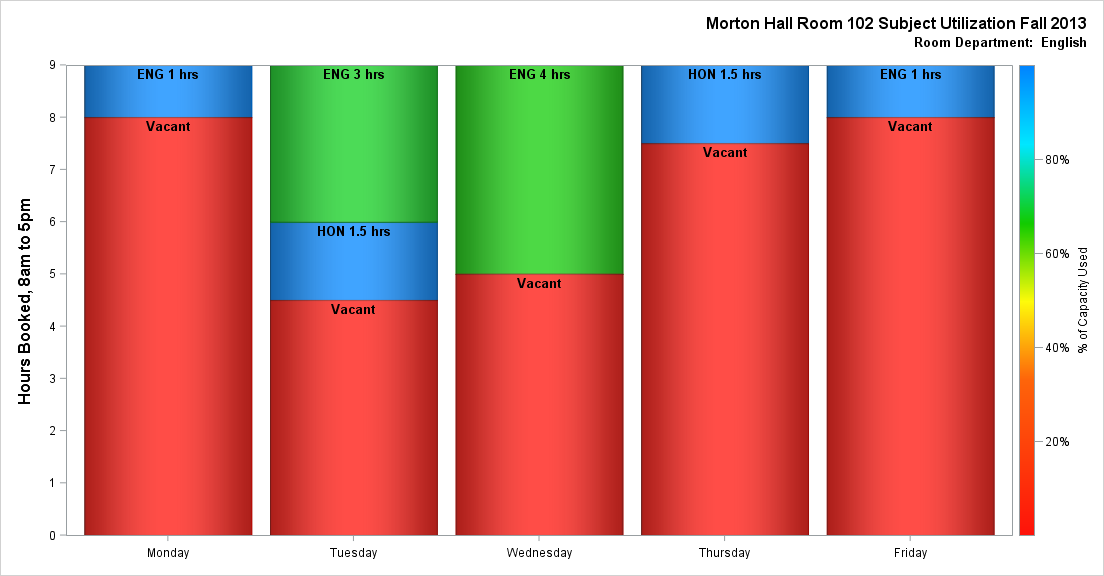 Morton Hall Room 102 Subject Utilization Fall 2013
Room Department:  English
Hours Booked, 8am to 5pm
9
8
7
6
5
4
3
2
1
0
ENG 1 hrs
Vacant
ENG 3 hrs
HON 1.5 hrs
Vacant
ENG 4 hrs
Vacant
HON 1.5 hrs
Vacant
ENG 1 hrs
Vacant
Monday
Tuesday
Wednesday
Thursday
Friday
80%
60%
40%
20%
% of Capacity Used